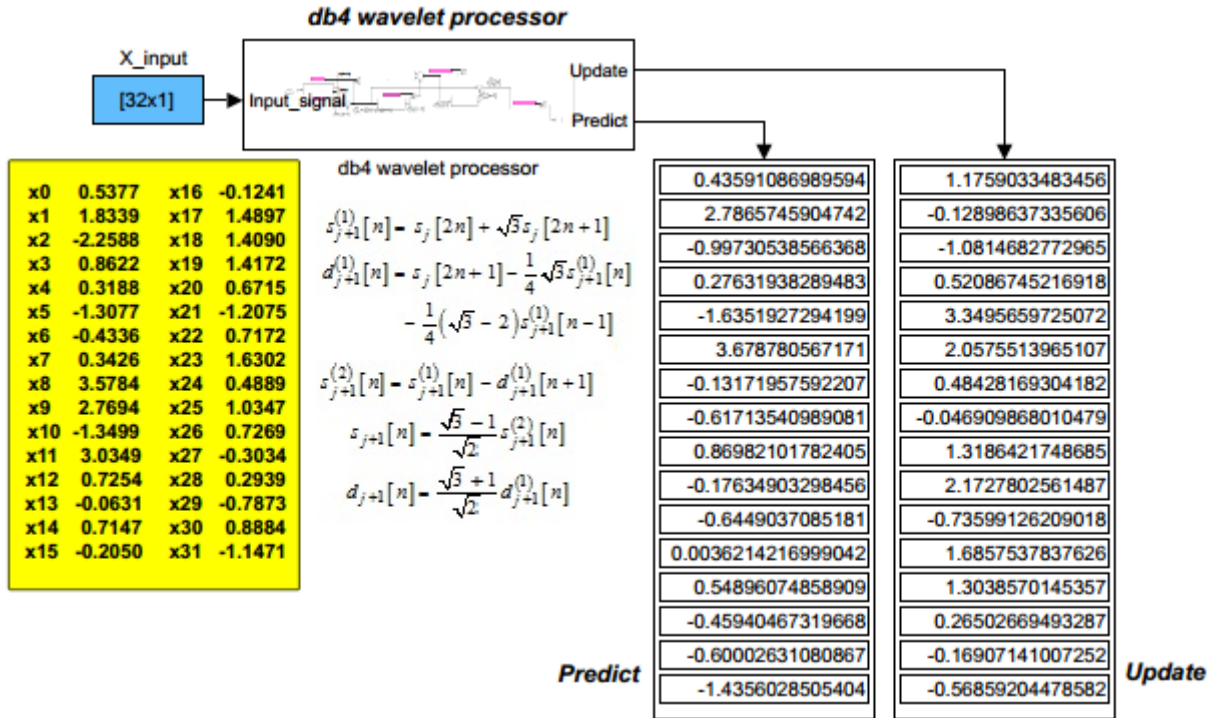 db4 wavelet processor
X_input
[32x1]
Input_signal
Update
Predict
db4 wavelet processor
x0 0.5377 x16 -0.1241
x1 1.8339 x17 1.4897
x2 -2.2588 x18 1.4090
x3 0.8622 x19 1.4172
x4 0.3188 x20 0.6715
x5 -1.3077 x21 -1.2075
x6 -0.4336 x22 0.7172
x7 0.3426 x23 1.6302
x8 3.5784 x24 0.4889
x9 2.7694 x25 1.0347
x10 -1.3499 x26 0.7269
x11 3.0349 x27 -0.3034
x12 0.7254 x28 0.2939
x13 -0.0631 x29 -0.7873
x14 0.7147 x30 0.8884
x15 -0.2050 x31 -1.1471
s_{j+1}^{(1)}[n] = s_j[2n] + √3 s_j[2n+1]
d_{j+1}^{(1)}[n] = s_j[2n+1] - 1/4 √3 s_{j+1}^{(1)}[n]
- 1/4 (√3 - 2) s_{j+1}^{(1)}[n-1]
s_{j+1}^{(2)}[n] = s_{j+1}^{(1)}[n] - d_{j+1}^{(1)}[n+1]
s_{j+1}[n] = (√3 - 1)/√2 s_{j+1}^{(2)}[n]
d_{j+1}[n] = (√3 + 1)/√2 d_{j+1}^{(1)}[n]
0.43591086989594
2.7865745904742
-0.99730538566368
0.27631938289483
-1.6351927294199
3.678780567171
-0.13171957592207
-0.61713540989081
0.86982101782405
-0.17634903298456
-0.6449037085181
0.0036214216999042
0.54896074858909
-0.45940467319668
-0.60002631080867
-1.4356028505404
Predict
1.1759033483456
-0.12898637335606
-1.0814682772965
0.52086745216918
3.3495659725072
2.0575513965107
0.48428169304182
-0.046909868010479
1.3186421748685
2.1727802561487
-0.73599126209018
1.6857537837626
1.3038570145357
0.26502669493287
-0.16907141007252
-0.56859204478582
Update